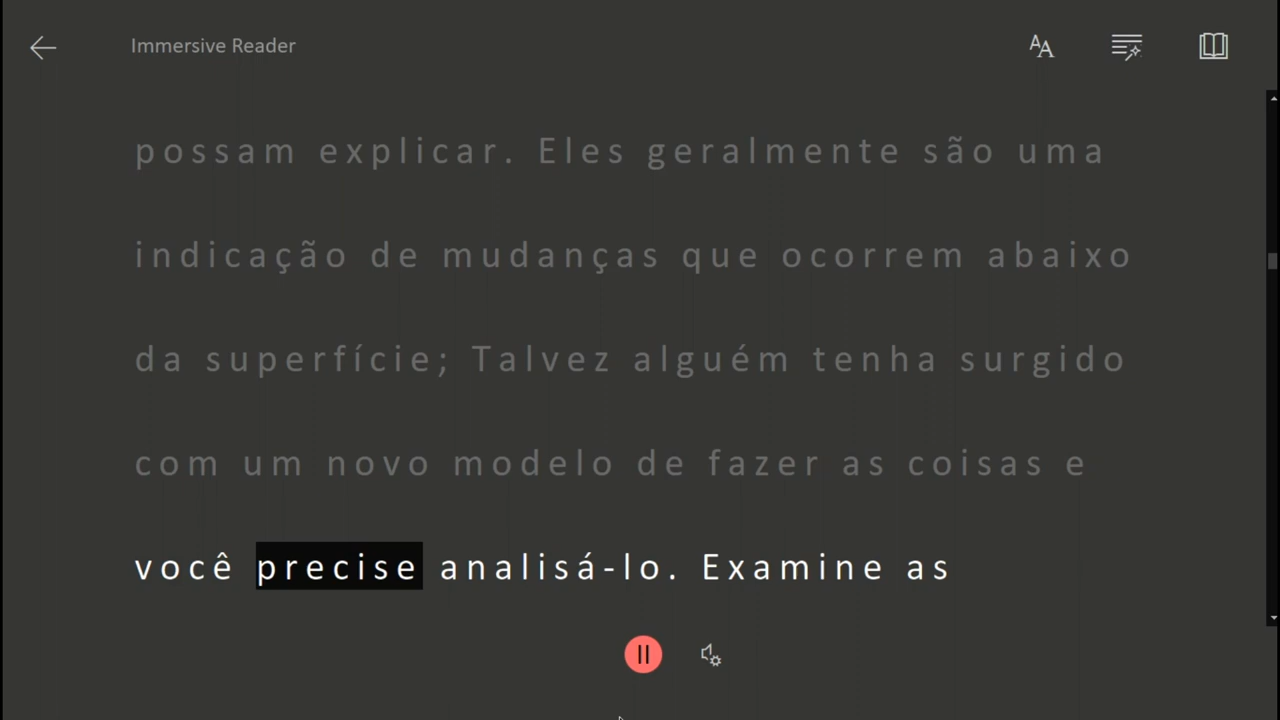 Immersive Reader
possam explicar. Eles geralmente são uma
indicação de mudanças que ocorrem abaixo
da superfície; Talvez alguém tenha surgido
com um novo modelo de fazer as coisas e
você precise analisá-lo. Examine as